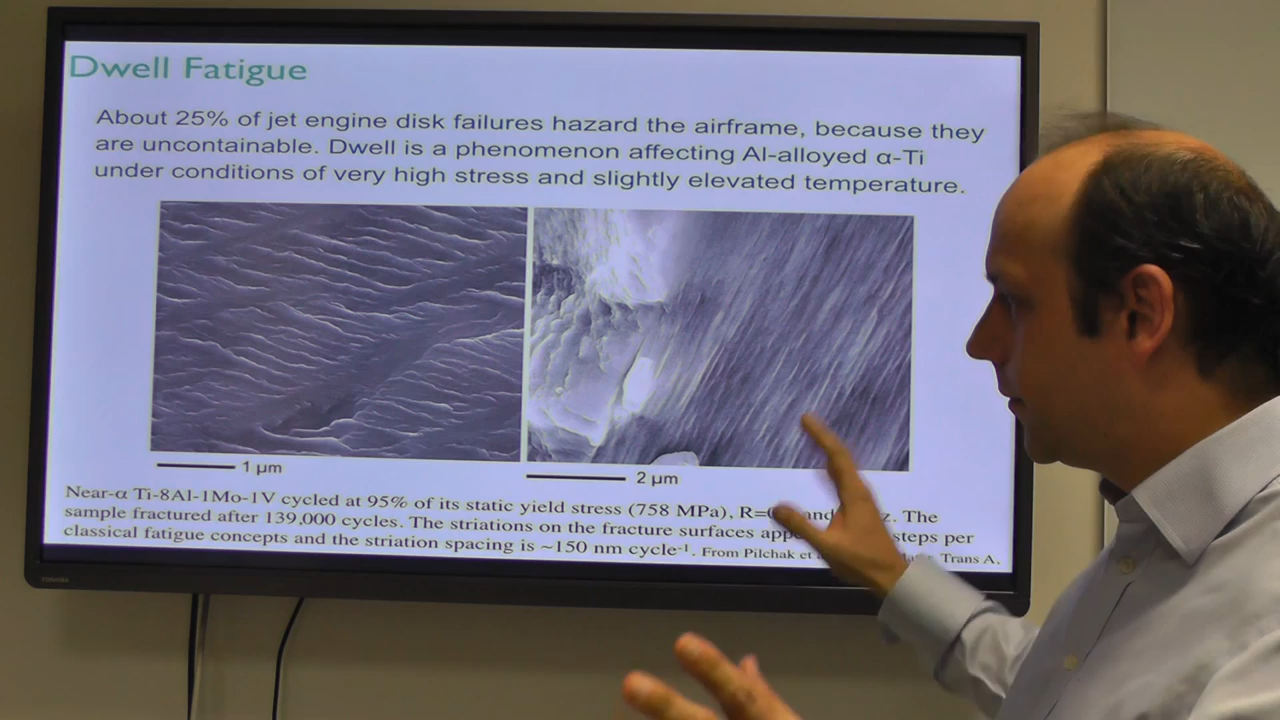 Dwell Fatigue
About 25% of jet engine disk failures hazard the airframe, because they
are uncontainable. Dwell is a phenomenon affecting Al-alloyed α-Ti
under conditions of very high stress and slightly elevated temperature.
1 μm
2 μm
Near-α Ti-8Al-1Mo-1V cycled at 95% of its static yield stress (758 MPa), R= and z. The
sample fractured after 139,000 cycles. The striations on the fracture surfaces steps per
classical fatigue concepts and the striation spacing is ~150 nm cycle⁻¹. From Pilchak et Trans A.
TOSHIBA